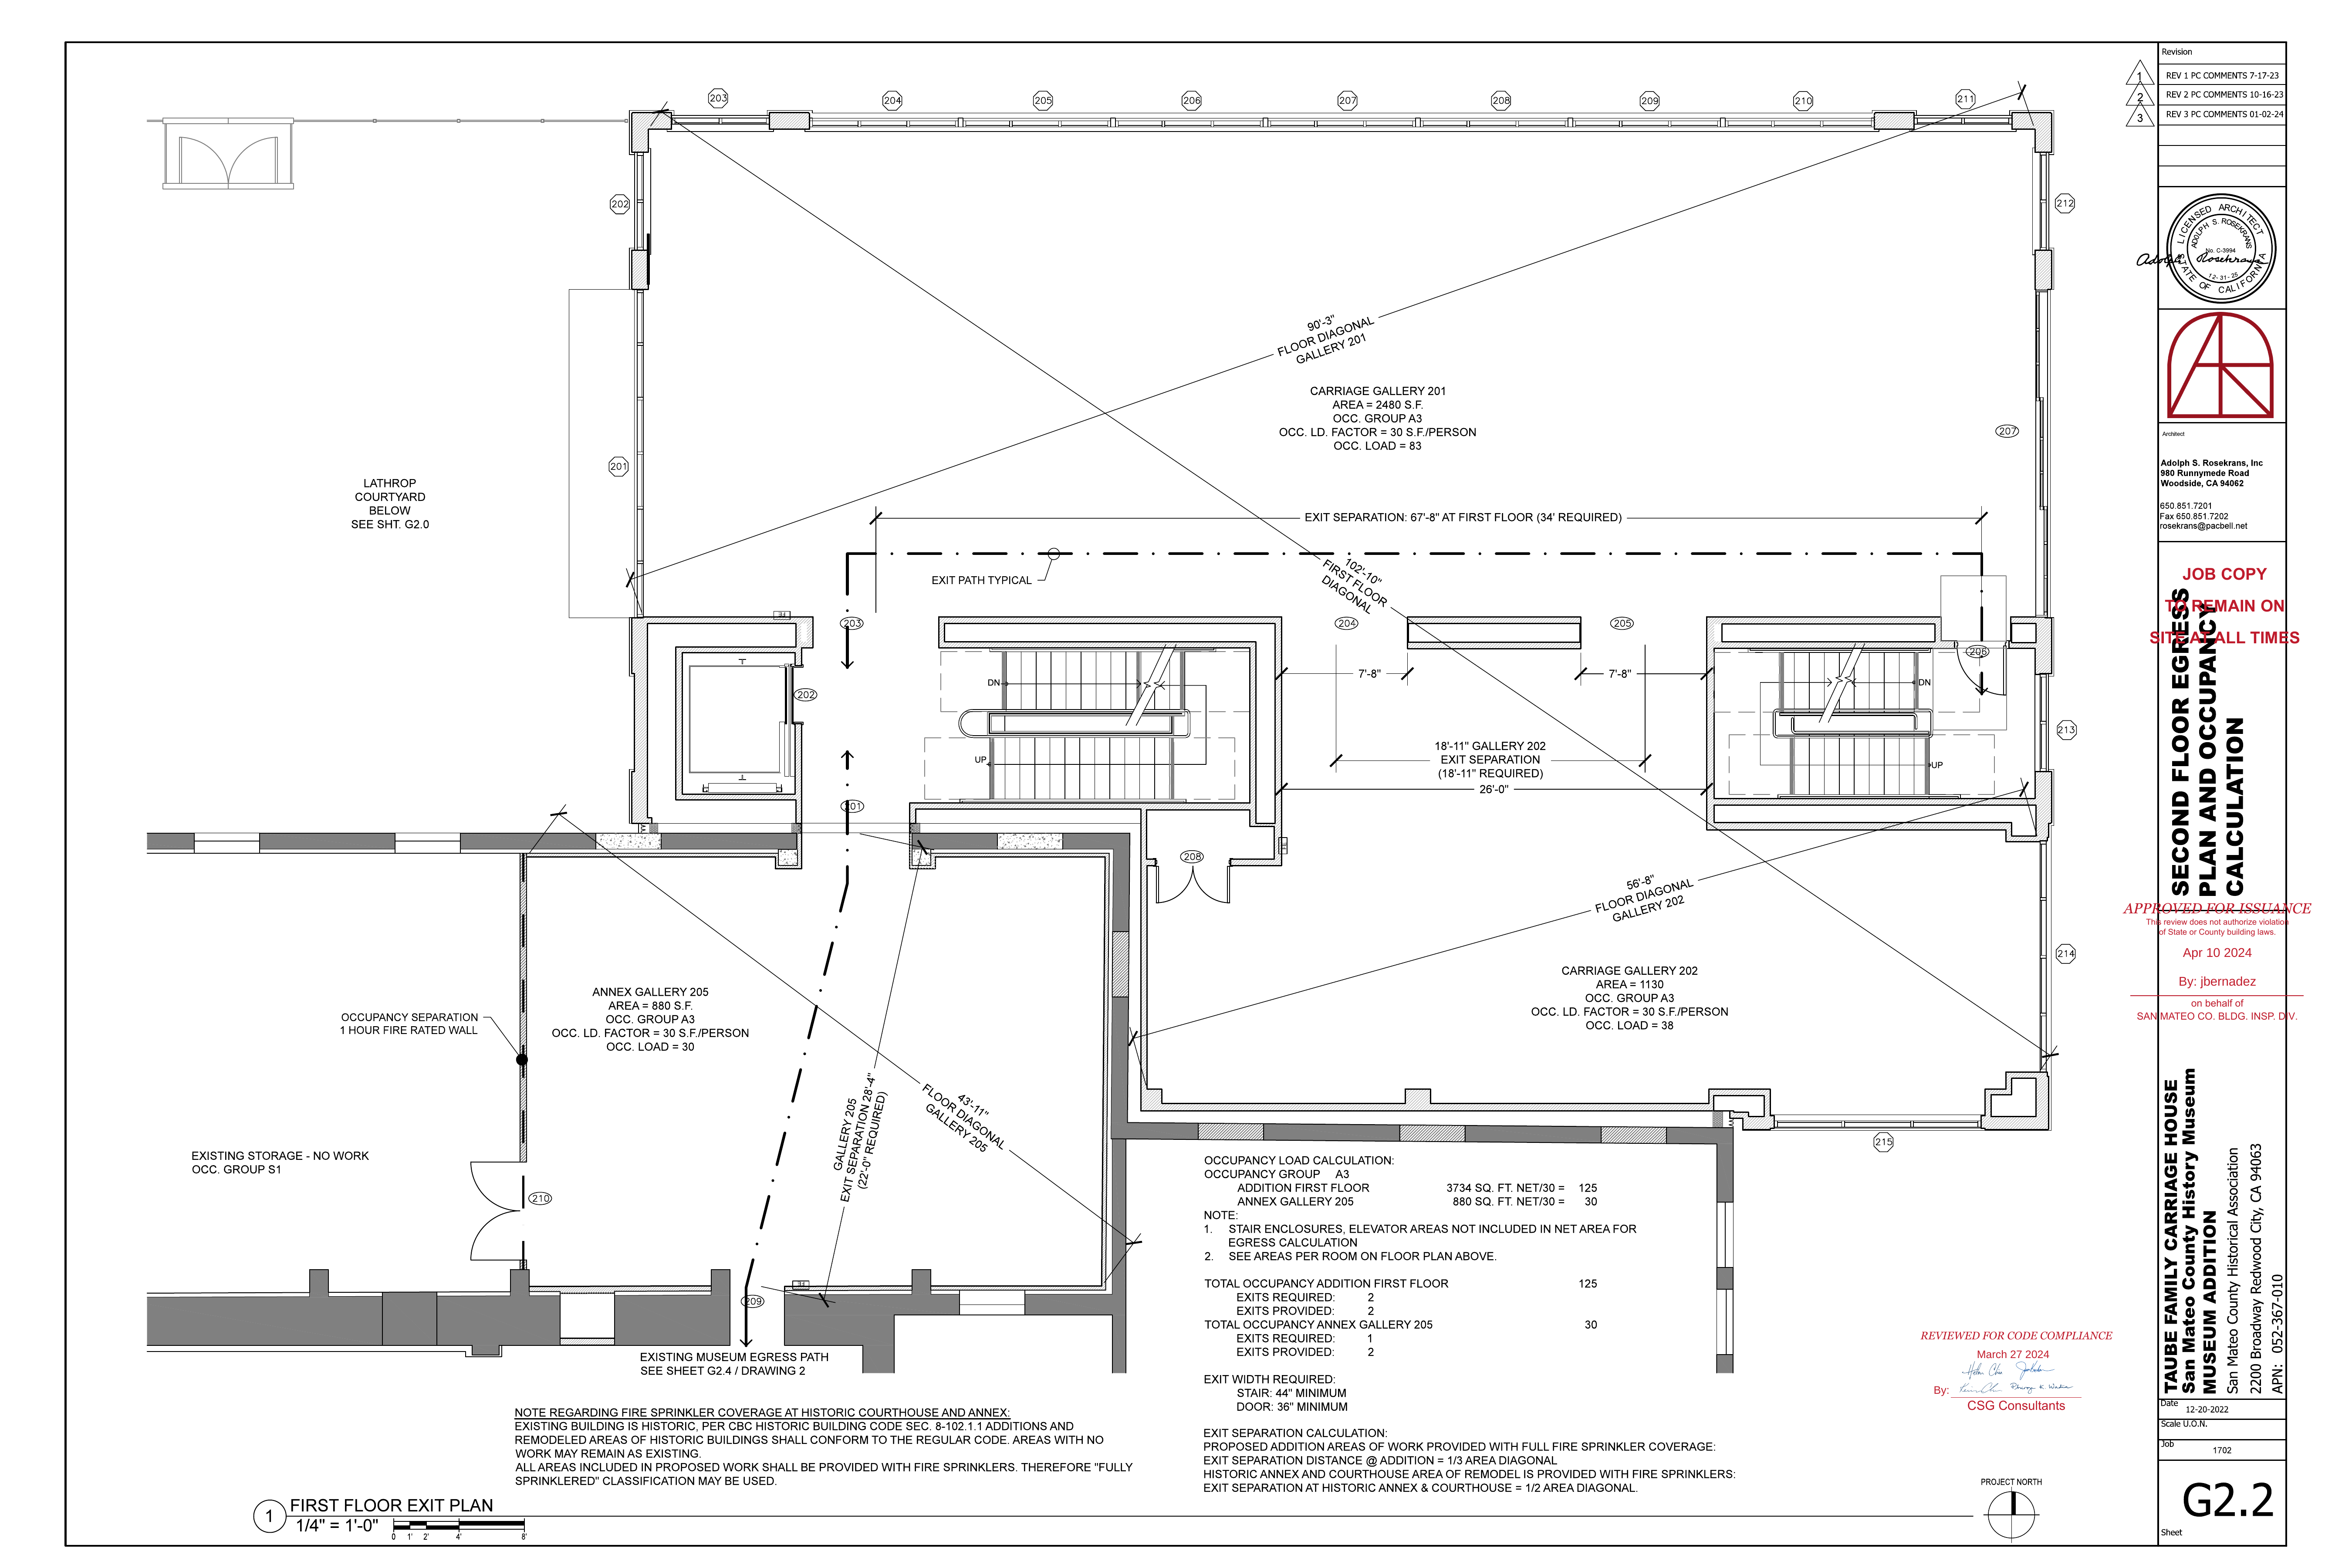 203
204
205
206
207
208
209
210
211
202
212
201
207
213
214
215
90'-3"
FLOOR DIAGONAL
GALLERY 201
CARRIAGE GALLERY 201
AREA = 2480 S.F.
OCC. GROUP A3
OCC. LD. FACTOR = 30 S.F./PERSON
OCC. LOAD = 83
LATHROP
COURTYARD
BELOW
SEE SHT. G2.0
EXIT SEPARATION: 67'-8" AT FIRST FLOOR (34' REQUIRED)
EXIT PATH TYPICAL
102'-10"
FIRST FLOOR
DIAGONAL
FE
203
204
205
206
202
201
208
DN
UP
DN
UP
7'-8"
7'-8"
18'-11" GALLERY 202
EXIT SEPARATION
(18'-11" REQUIRED)
26'-0"
FE
56'-8"
FLOOR DIAGONAL
GALLERY 202
CARRIAGE GALLERY 202
AREA = 1130
OCC. GROUP A3
OCC. LD. FACTOR = 30 S.F./PERSON
OCC. LOAD = 38
ANNEX GALLERY 205
AREA = 880 S.F.
OCC. GROUP A3
OCC. LD. FACTOR = 30 S.F./PERSON
OCC. LOAD = 30
OCCUPANCY SEPARATION
1 HOUR FIRE RATED WALL
GALLERY 205
EXIT SEPARATION 28'-4"
(22'-0" REQUIRED)
43'-11"
FLOOR DIAGONAL
GALLERY 205
EXISTING STORAGE - NO WORK
OCC. GROUP S1
210
FE
209
EXISTING MUSEUM EGRESS PATH
SEE SHEET G2.4 / DRAWING 2
OCCUPANCY LOAD CALCULATION:
OCCUPANCY GROUP A3
ADDITION FIRST FLOOR 3734 SQ. FT. NET/30 = 125
ANNEX GALLERY 205 880 SQ. FT. NET/30 = 30
NOTE:
1. STAIR ENCLOSURES, ELEVATOR AREAS NOT INCLUDED IN NET AREA FOR
EGRESS CALCULATION
2. SEE AREAS PER ROOM ON FLOOR PLAN ABOVE.
TOTAL OCCUPANCY ADDITION FIRST FLOOR 125
EXITS REQUIRED: 2
EXITS PROVIDED: 2
TOTAL OCCUPANCY ANNEX GALLERY 205 30
EXITS REQUIRED: 1
EXITS PROVIDED: 2
EXIT WIDTH REQUIRED:
STAIR: 44" MINIMUM
DOOR: 36" MINIMUM
EXIT SEPARATION CALCULATION:
PROPOSED ADDITION AREAS OF WORK PROVIDED WITH FULL FIRE SPRINKLER COVERAGE:
EXIT SEPARATION DISTANCE @ ADDITION = 1/3 AREA DIAGONAL
HISTORIC ANNEX AND COURTHOUSE AREA OF REMODEL IS PROVIDED WITH FIRE SPRINKLERS:
EXIT SEPARATION AT HISTORIC ANNEX & COURTHOUSE = 1/2 AREA DIAGONAL.
NOTE REGARDING FIRE SPRINKLER COVERAGE AT HISTORIC COURTHOUSE AND ANNEX:
EXISTING BUILDING IS HISTORIC, PER CBC HISTORIC BUILDING CODE SEC. 8-102.1.1 ADDITIONS AND
REMODELED AREAS OF HISTORIC BUILDINGS SHALL CONFORM TO THE REGULAR CODE. AREAS WITH NO
WORK MAY REMAIN AS EXISTING.
ALL AREAS INCLUDED IN PROPOSED WORK SHALL BE PROVIDED WITH FIRE SPRINKLERS. THEREFORE "FULLY
SPRINKLERED" CLASSIFICATION MAY BE USED.
1
FIRST FLOOR EXIT PLAN
1/4" = 1'-0"
0 1' 2' 4' 8'
REVIEWED FOR CODE COMPLIANCE
March 27 2024
By:
CSG Consultants
PROJECT NORTH
Revision
1 REV 1 PC COMMENTS 7-17-23
2 REV 2 PC COMMENTS 10-16-23
3 REV 3 PC COMMENTS 01-02-24
LICENSED ARCHITECT
ADOLPH S. ROSEKRANS
No. C-3994
Adolph Rosekrans
12-31-25
STATE OF CALIFORNIA
Architect
Adolph S. Rosekrans, Inc
980 Runnymede Road
Woodside, CA 94062
650.851.7201
Fax 650.851.7202
rosekrans@pacbell.net
JOB COPY
TO REMAIN ON
SITE AT ALL TIMES
SECOND FLOOR EGRESS
PLAN AND OCCUPANCY
CALCULATION
APPROVED FOR ISSUANCE
This review does not authorize violation
of State or County building laws.
Apr 10 2024
By: jbernadez
on behalf of
SAN MATEO CO. BLDG. INSP. DIV.
TAUBE FAMILY CARRIAGE HOUSE
San Mateo County History Museum
MUSEUM ADDITION
San Mateo County Historical Association
2200 Broadway Redwood City, CA 94063
APN: 052-367-010
Date
12-20-2022
Scale U.O.N.
Job
1702
G2.2
Sheet